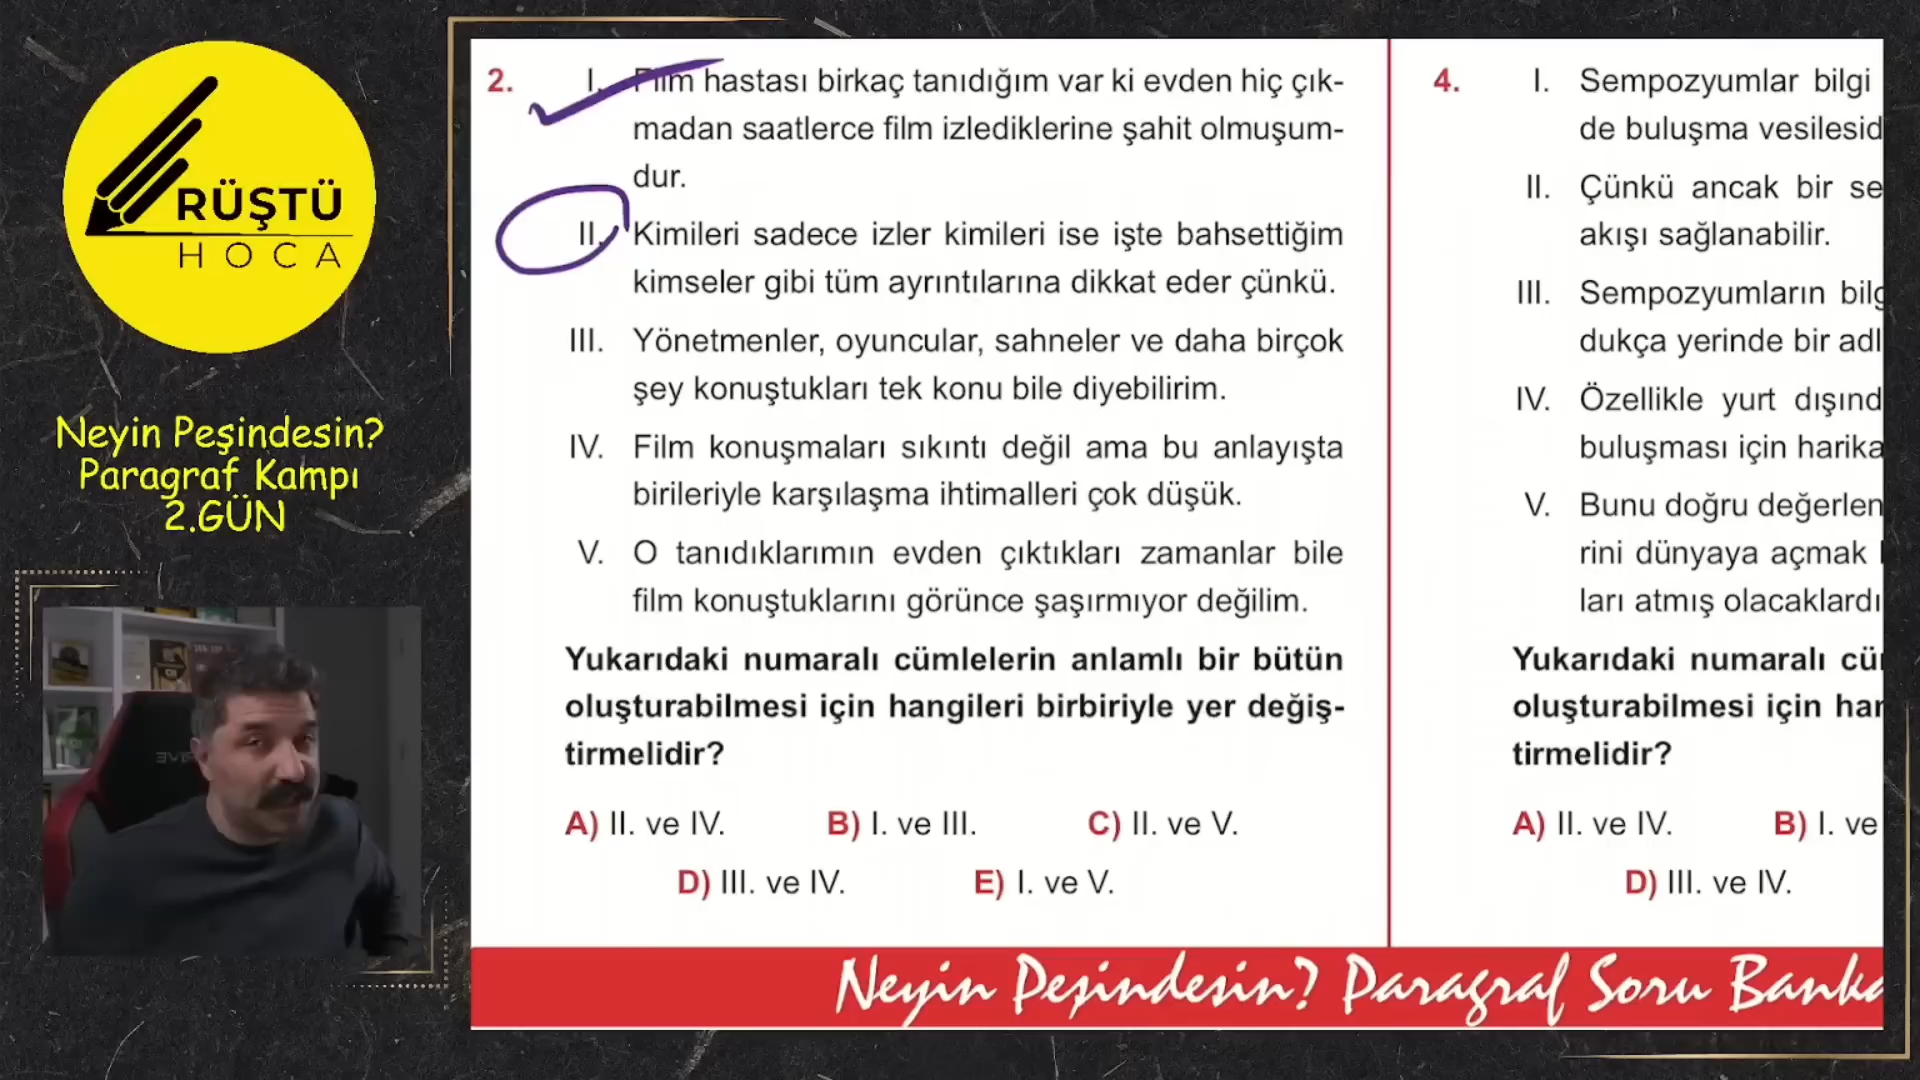 RÜŞTÜ
HOCA
Neyin Peşindesin?
Paragraf Kampı
2.GÜN
2.
I. Film hastası birkaç tanıdığım var ki evden hiç çık-
madan saatlerce film izlediklerine şahit olmuşum-
dur.
II. Kimileri sadece izler kimileri ise işte bahsettiğim
kimseler gibi tüm ayrıntılarına dikkat eder çünkü.
III. Yönetmenler, oyuncular, sahneler ve daha birçok
şey konuştukları tek konu bile diyebilirim.
IV. Film konuşmaları sıkıntı değil ama bu anlayışta
birileriyle karşılaşma ihtimalleri çok düşük.
V. O tanıdıklarımın evden çıktıkları zamanlar bile
film konuştuklarını görünce şaşırmıyor değilim.
Yukarıdaki numaralı cümlelerin anlamlı bir bütün
oluşturabilmesi için hangileri birbiriyle yer değiş-
tirmelidir?
A) II. ve IV. B) I. ve III. C) II. ve V.
D) III. ve IV. E) I. ve V.
4.
I. Sempozyumlar bilgi
de buluşma vesilesid
II. Çünkü ancak bir se
akışı sağlanabilir.
III. Sempozyumların bilg
dukça yerinde bir adl
IV. Özellikle yurt dışınd
buluşması için harika
V. Bunu doğru değerlen
rini dünyaya açmak
ları atmış olacaklardı
Yukarıdaki numaralı cü
oluşturabilmesi için har
tirmelidir?
A) II. ve IV. B) I. ve
D) III. ve IV.
Neyin Peşindesin? Paragraf Soru Banka